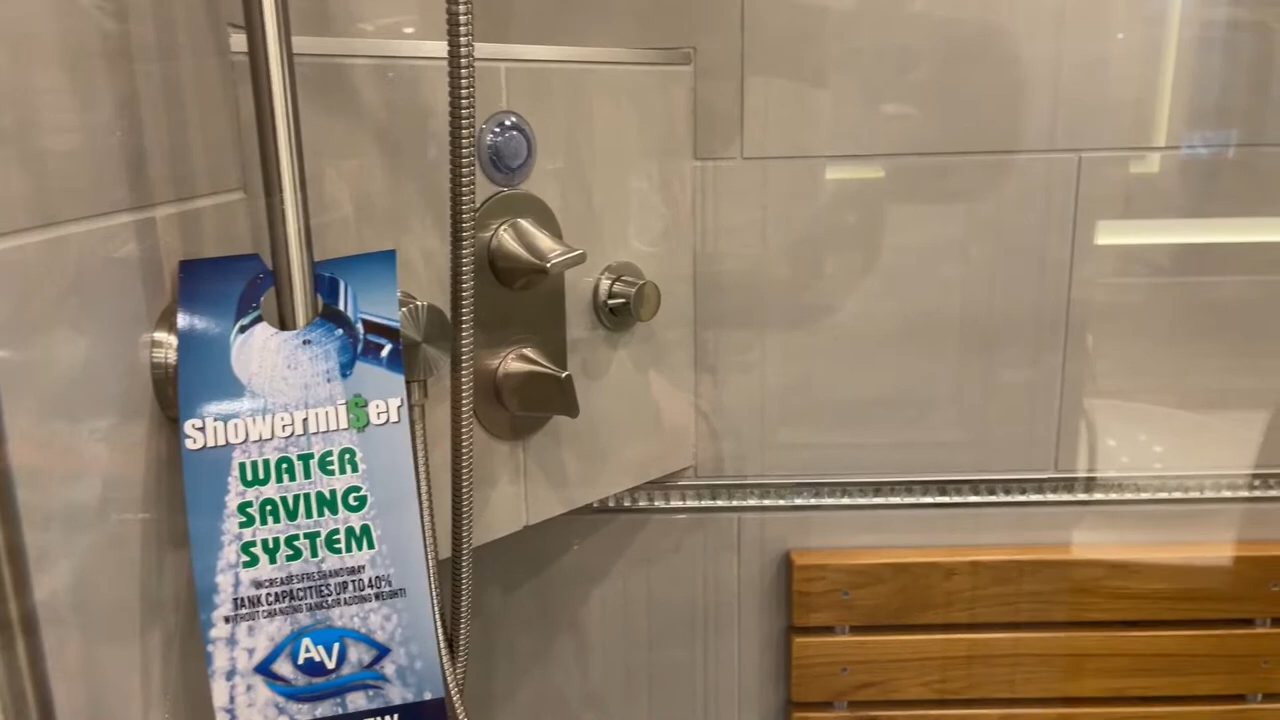 Showermi$er
WATER
SAVING
SYSTEM
INCREASES FRESH AND GRAY
TANK CAPACITIES UP TO 40%
WITHOUT CHANGING TANKS OR ADDING WEIGHT!
AV